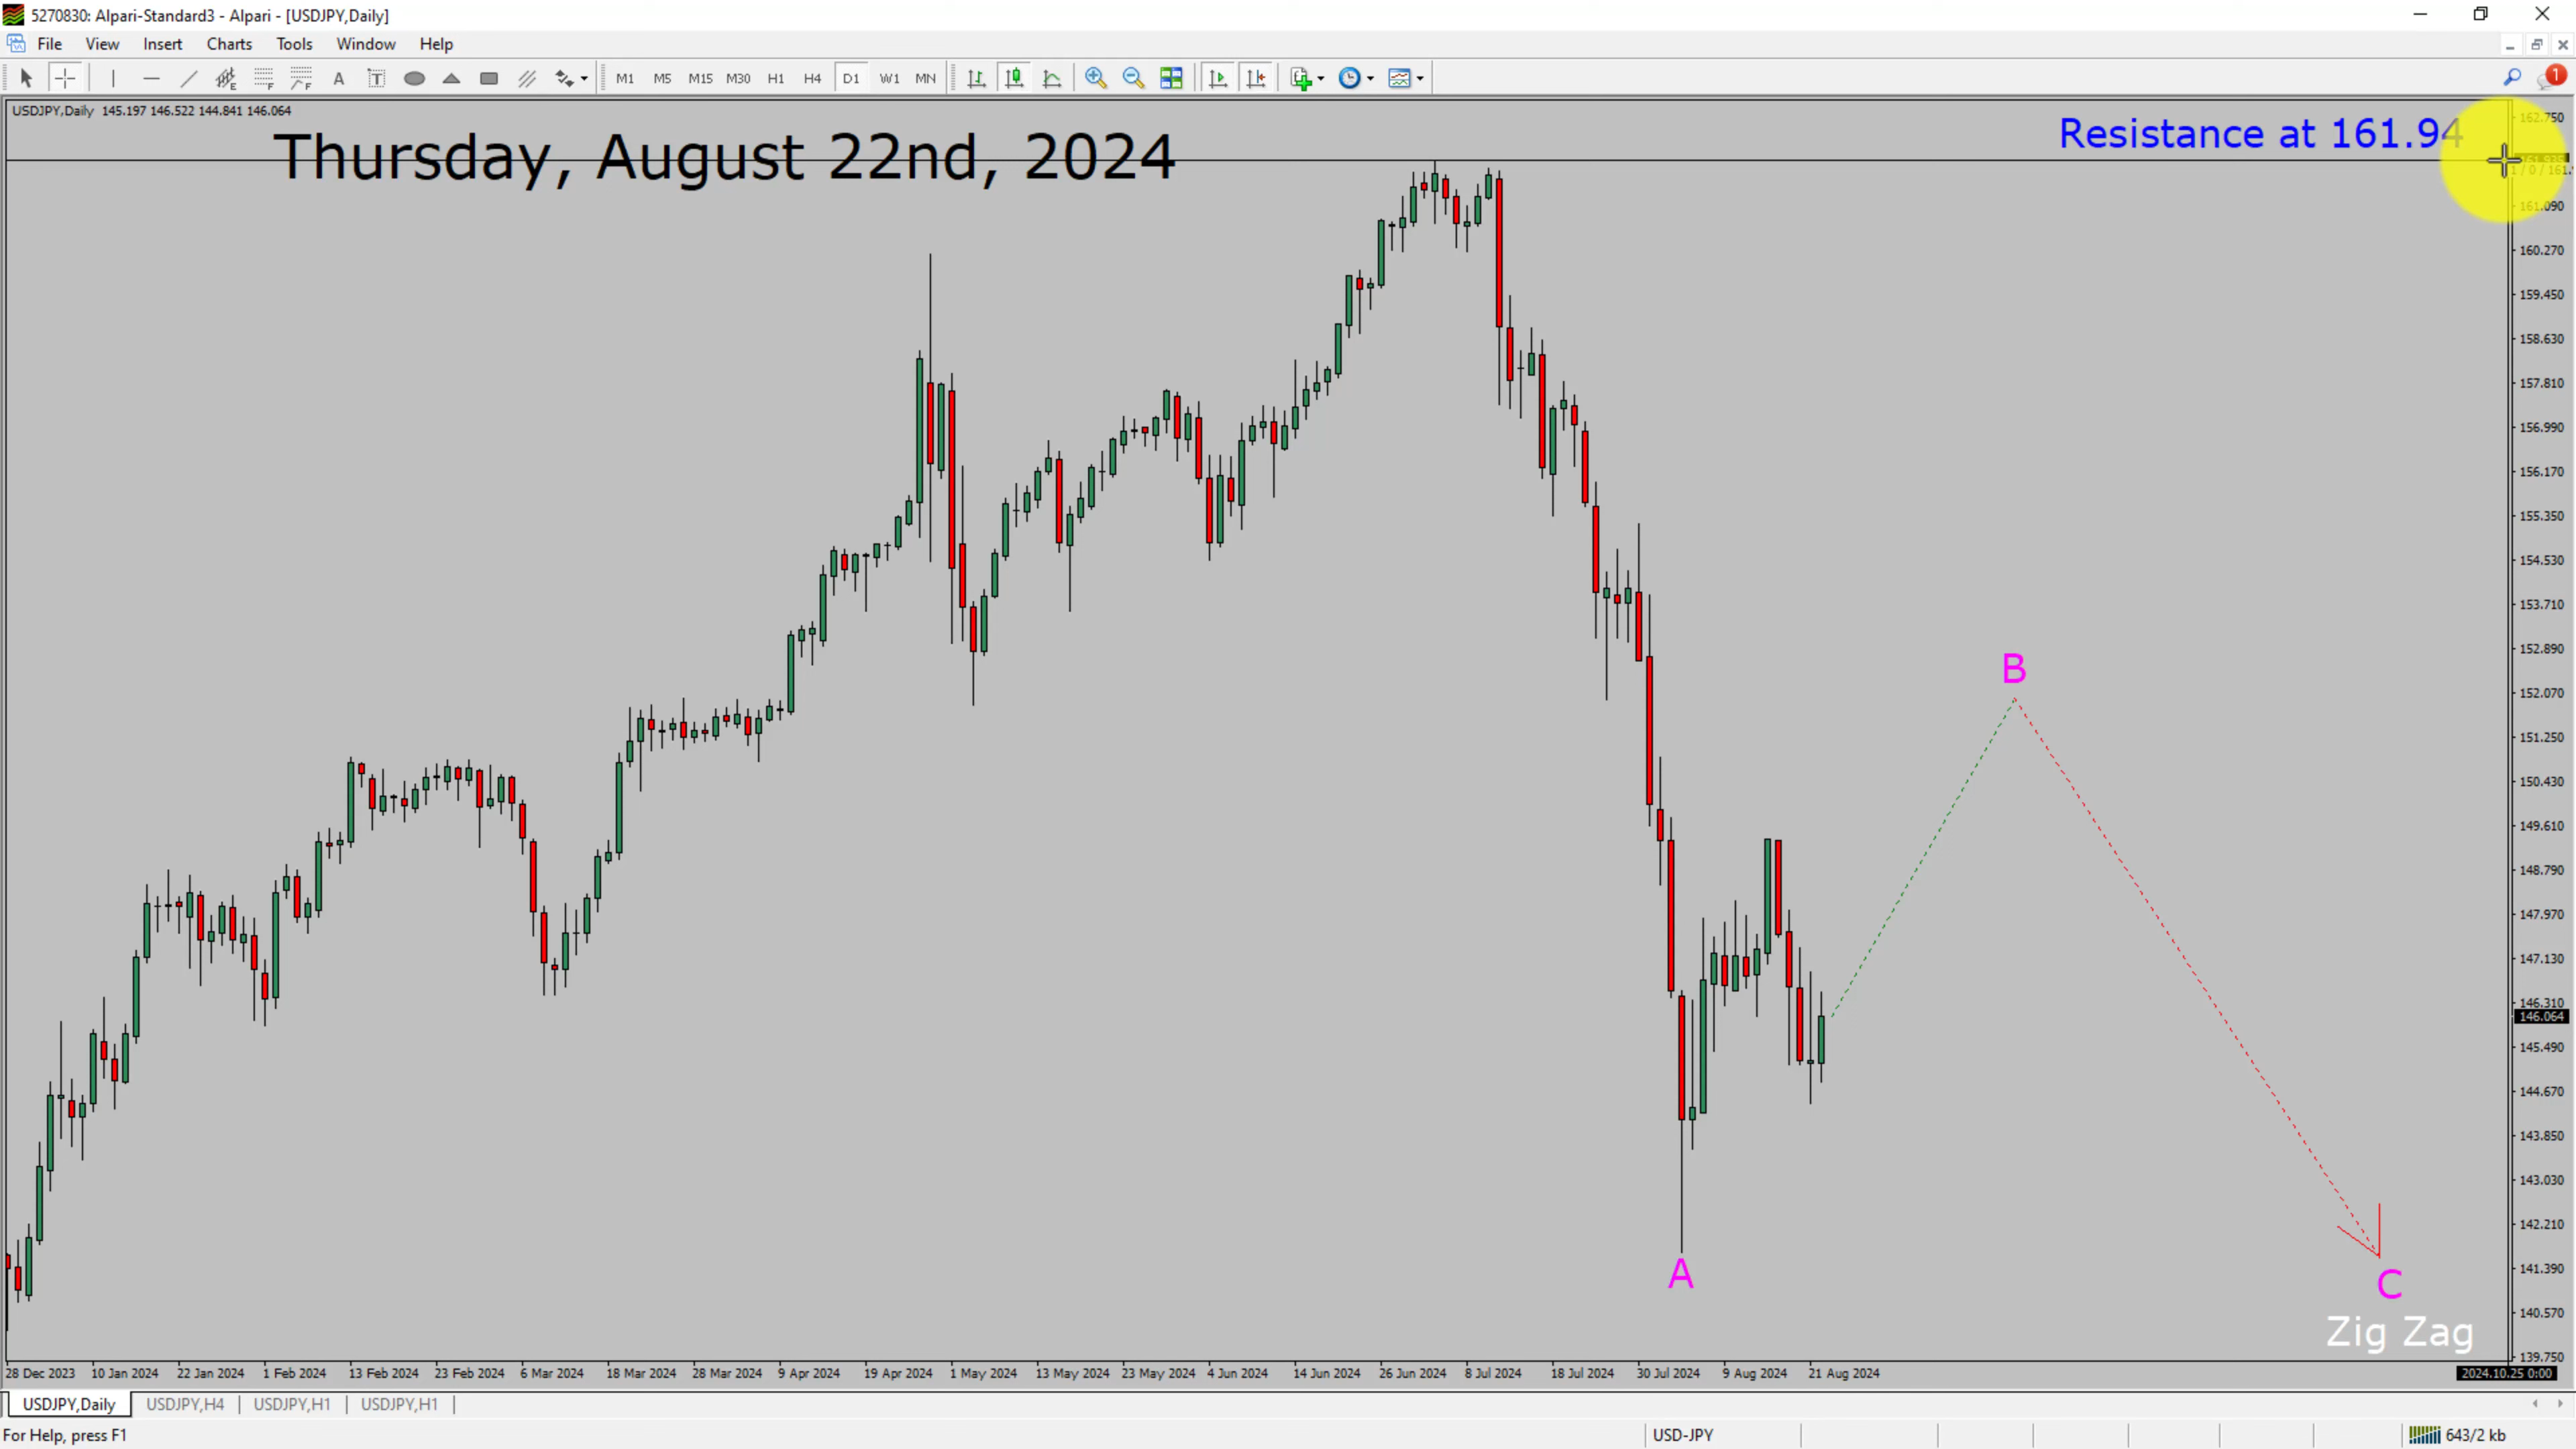 5270830: Alpari-Standard3 - Alpari - [USDJPY,Daily]
File View Insert Charts Tools Window Help
A T M1 M5 M15 M30 H1 H4 D1 W1 MN 1
USDJPY,Daily 145.197 146.522 144.841 146.064
Thursday, August 22nd, 2024
Resistance at 161.94
162.750
161.090
160.270
159.450
158.630
157.810
156.990
156.170
155.350
154.530
153.710
152.890
B
152.070
151.250
150.430
149.610
148.790
147.970
147.130
146.310
146.064
145.490
144.670
143.850
143.030
142.210
141.390
A
C
140.570
Zig Zag
139.750
28 Dec 2023 10 Jan 2024 22 Jan 2024 1 Feb 2024 13 Feb 2024 23 Feb 2024 6 Mar 2024 18 Mar 2024 28 Mar 2024 9 Apr 2024 19 Apr 2024 1 May 2024 13 May 2024 23 May 2024 4 Jun 2024 14 Jun 2024 26 Jun 2024 8 Jul 2024 18 Jul 2024 30 Jul 2024 9 Aug 2024 21 Aug 2024 2024.10.25 0:00
USDJPY,Daily USDJPY,H4 USDJPY,H1 USDJPY,H1
For Help, press F1 USD-JPY 643/2 kb